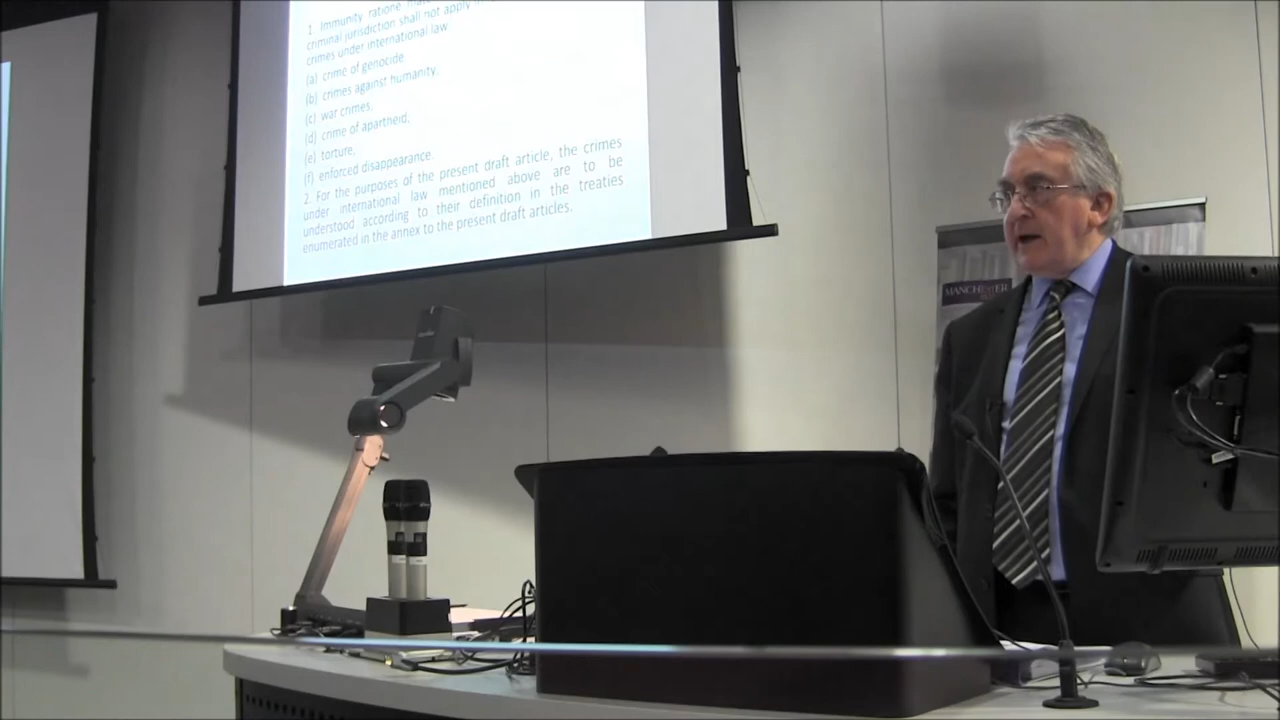 1. Immunity ratione
criminal jurisdiction shall not apply
crimes under international law
(a) crime of genocide
(b) crimes against humanity,
(c) war crimes,
(d) crime of apartheid,
(e) torture,
(f) enforced disappearance.
2. For the purposes of the present draft article, the crimes
under international law mentioned above are to be
understood according to their definition in the treaties
enumerated in the annex to the present draft articles.
MANCHESTER